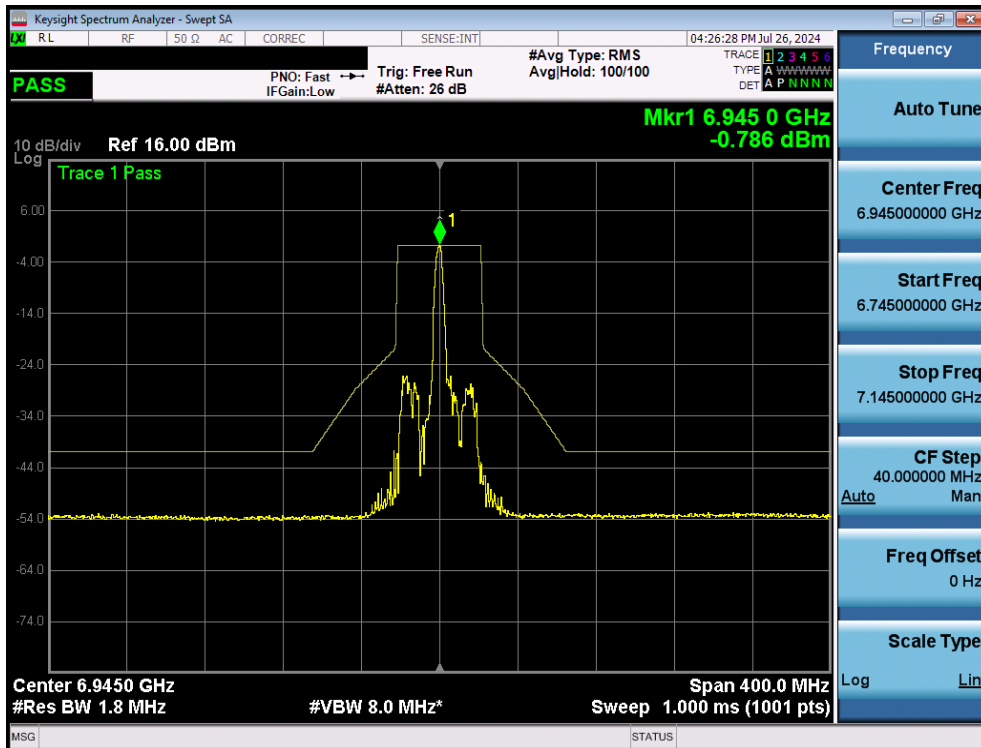 Keysight Spectrum Analyzer - Swept SA
LXI RL RF 50 Ω AC CORREC SENSE:INT 04:26:28 PM Jul 26, 2024
PASS
PNO: Fast
IFGain:Low
Trig: Free Run
#Atten: 26 dB
#Avg Type: RMS
Avg|Hold: 100/100
TRACE 1 2 3 4 5 6
TYPE A WWWWW
DET A P N N N N
Mkr1 6.945 0 GHz
-0.786 dBm
10 dB/div Ref 16.00 dBm
Log
Trace 1 Pass
1
6.00
-4.00
-14.0
-24.0
-34.0
-44.0
-54.0
-64.0
-74.0
Center 6.9450 GHz Span 400.0 MHz
#Res BW 1.8 MHz #VBW 8.0 MHz* Sweep 1.000 ms (1001 pts)
MSG STATUS
Frequency
Auto Tune
Center Freq
6.945000000 GHz
Start Freq
6.745000000 GHz
Stop Freq
7.145000000 GHz
CF Step
40.000000 MHz
Auto Man
Freq Offset
0 Hz
Scale Type
Log Lin